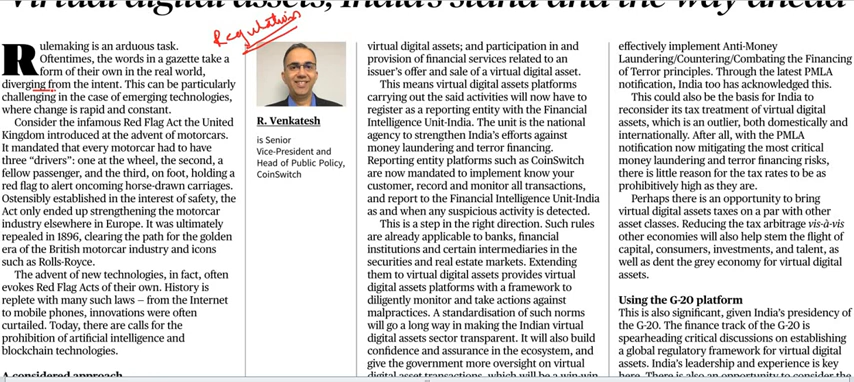 Virtual digital assets, India's stand and the way ahead
Regulation
Rulemaking is an arduous task.
Oftentimes, the words in a gazette take a
form of their own in the real world,
diverging from the intent. This can be particularly
challenging in the case of emerging technologies,
where change is rapid and constant.
Consider the infamous Red Flag Act the United
Kingdom introduced at the advent of motorcars.
It mandated that every motorcar had to have
three “drivers”: one at the wheel, the second, a
fellow passenger, and the third, on foot, holding a
red flag to alert oncoming horse-drawn carriages.
Ostensibly established in the interest of safety, the
Act only ended up strengthening the motorcar
industry elsewhere in Europe. It was ultimately
repealed in 1896, clearing the path for the golden
era of the British motorcar industry and icons
such as Rolls-Royce.
The advent of new technologies, in fact, often
evokes Red Flag Acts of their own. History is
replete with many such laws — from the Internet
to mobile phones, innovations were often
curtailed. Today, there are calls for the
prohibition of artificial intelligence and
blockchain technologies.
A considered approach
R. Venkatesh
is Senior
Vice-President and
Head of Public Policy,
CoinSwitch
virtual digital assets; and participation in and
provision of financial services related to an
issuer's offer and sale of a virtual digital asset.
This means virtual digital assets platforms
carrying out the said activities will now have to
register as a reporting entity with the Financial
Intelligence Unit-India. The unit is the national
agency to strengthen India's efforts against
money laundering and terror financing.
Reporting entity platforms such as CoinSwitch
are now mandated to implement know your
customer, record and monitor all transactions,
and report to the Financial Intelligence Unit-India
as and when any suspicious activity is detected.
This is a step in the right direction. Such rules
are already applicable to banks, financial
institutions and certain intermediaries in the
securities and real estate markets. Extending
them to virtual digital assets provides virtual
digital assets platforms with a framework to
diligently monitor and take actions against
malpractices. A standardisation of such norms
will go a long way in making the Indian virtual
digital assets sector transparent. It will also build
confidence and assurance in the ecosystem, and
give the government more oversight on virtual
digital asset transactions, which will be a win-win
effectively implement Anti-Money
Laundering/Countering/Combating the Financing
of Terror principles. Through the latest PMLA
notification, India too has acknowledged this.
This could also be the basis for India to
reconsider its tax treatment of virtual digital
assets, which is an outlier, both domestically and
internationally. After all, with the PMLA
notification now mitigating the most critical
money laundering and terror financing risks,
there is little reason for the tax rates to be as
prohibitively high as they are.
Perhaps there is an opportunity to bring
virtual digital assets taxes on a par with other
asset classes. Reducing the tax arbitrage vis-à-vis
other economies will also help stem the flight of
capital, consumers, investments, and talent, as
well as dent the grey economy for virtual digital
assets.
Using the G-20 platform
This is also significant, given India's presidency of
the G-20. The finance track of the G-20 is
spearheading critical discussions on establishing
a global regulatory framework for virtual digital
assets. India's leadership and experience is key
here. There is also an opportunity to consider the